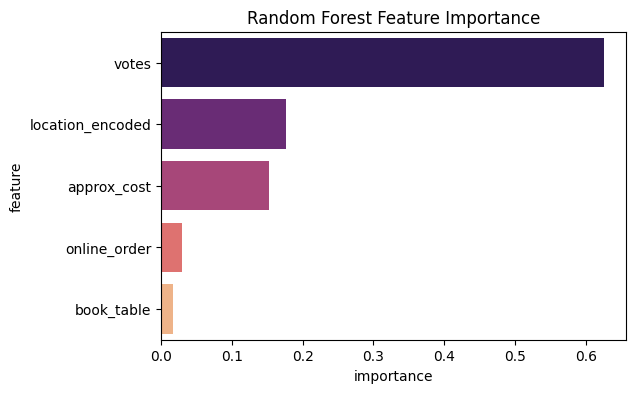 Random Forest Feature Importance
votes
location_encoded
approx_cost
online_order
book_table
feature
0.0 0.1 0.2 0.3 0.4 0.5 0.6
importance